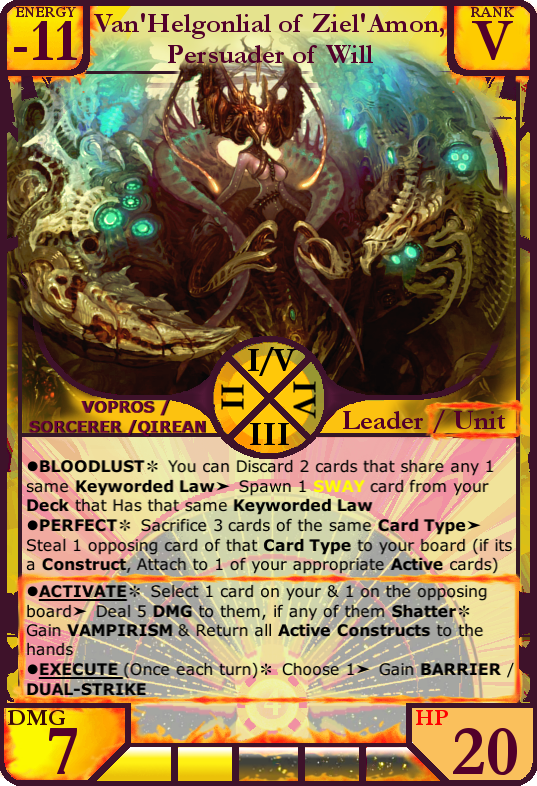 ENERGY
-11
Van'Helgonlial of Ziel'Amon,
Persuader of Will
RANK
V
I/V
II
IV
III
VOPROS /
SORCERER /QIREAN
Leader / Unit
●BLOODLUST✻ You can Discard 2 cards that share any 1
same Keyworded Law➤ Spawn 1 SWAY card from your
Deck that Has that same Keyworded Law
●PERFECT✻ Sacrifice 3 cards of the same Card Type➤
Steal 1 opposing card of that Card Type to your board (if its
a Construct, Attach to 1 of your appropriate Active cards)
●ACTIVATE✻ Select 1 card on your & 1 on the opposing
board➤ Deal 5 DMG to them, if any of them Shatter✻
Gain VAMPIRISM & Return all Active Constructs to the
hands
●EXECUTE (Once each turn)✻ Choose 1➤ Gain BARRIER /
DUAL-STRIKE
DMG
7
HP
20